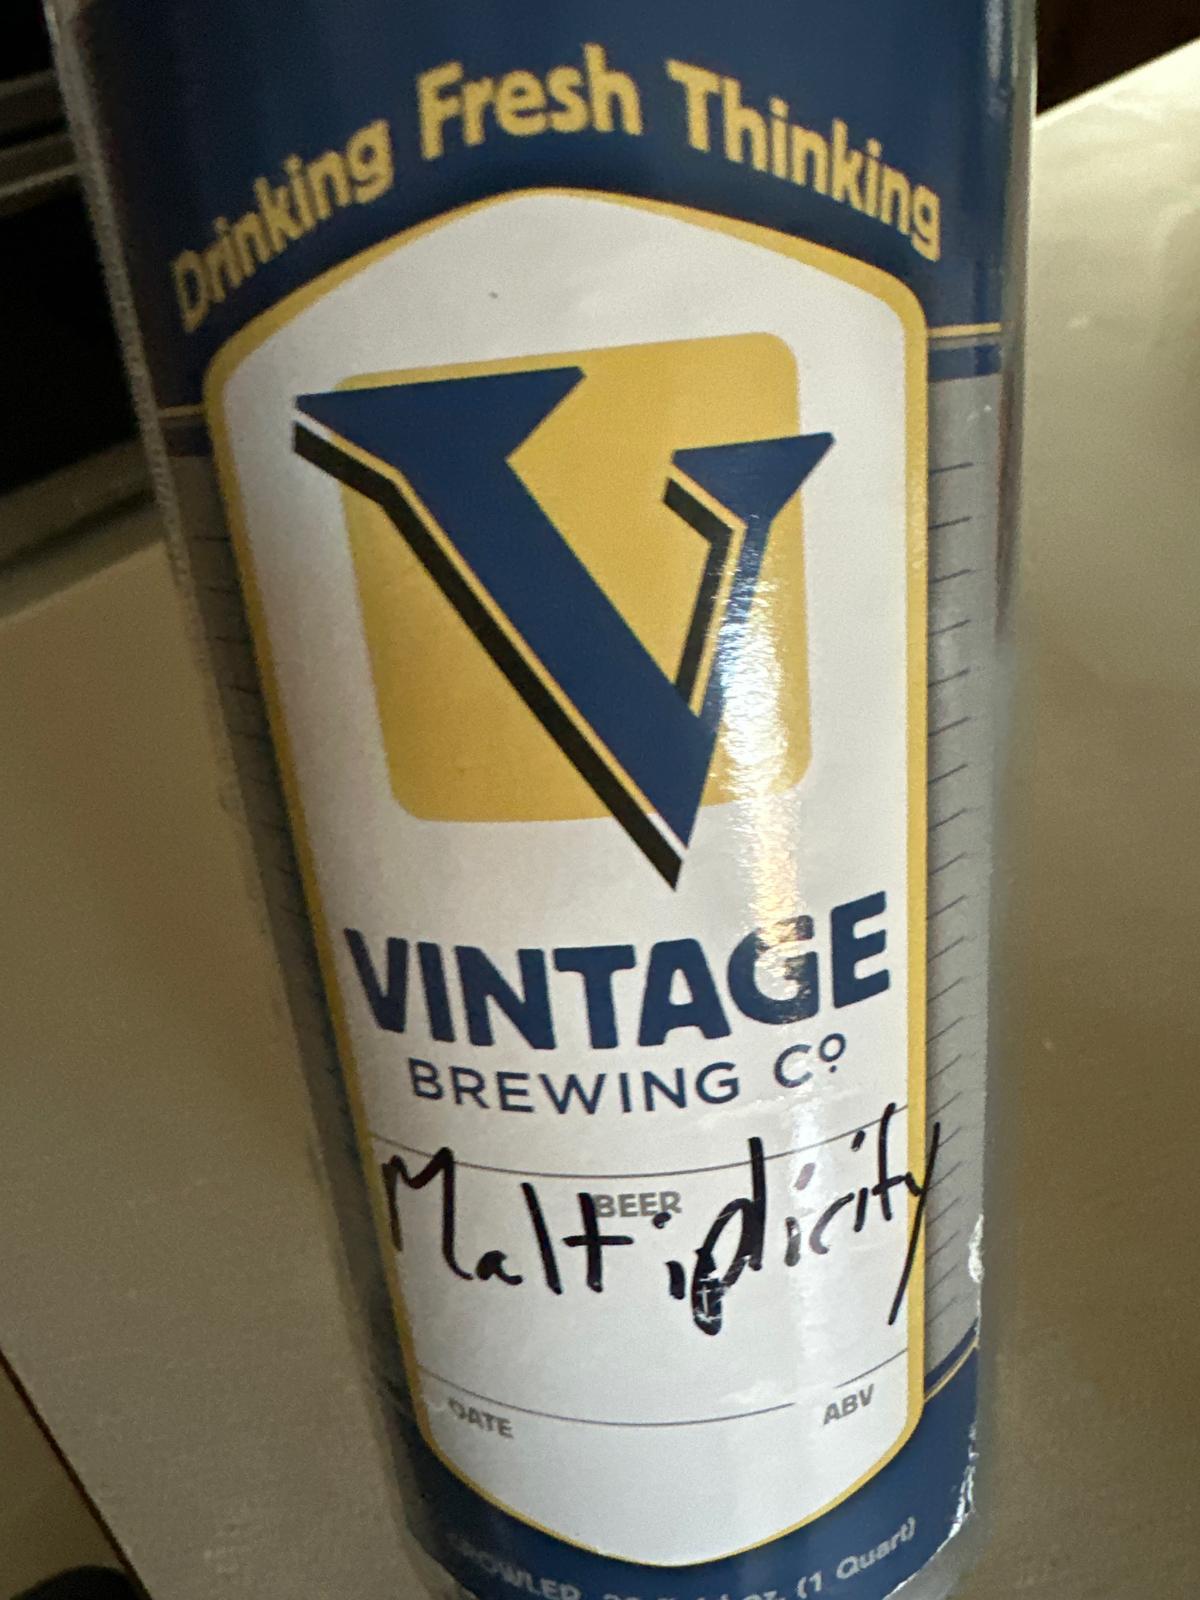 Drinking Fresh Thinking
V
VINTAGE
BREWING Cº
BEER
Maltiplicity
DATE ABV
(1 Quart)